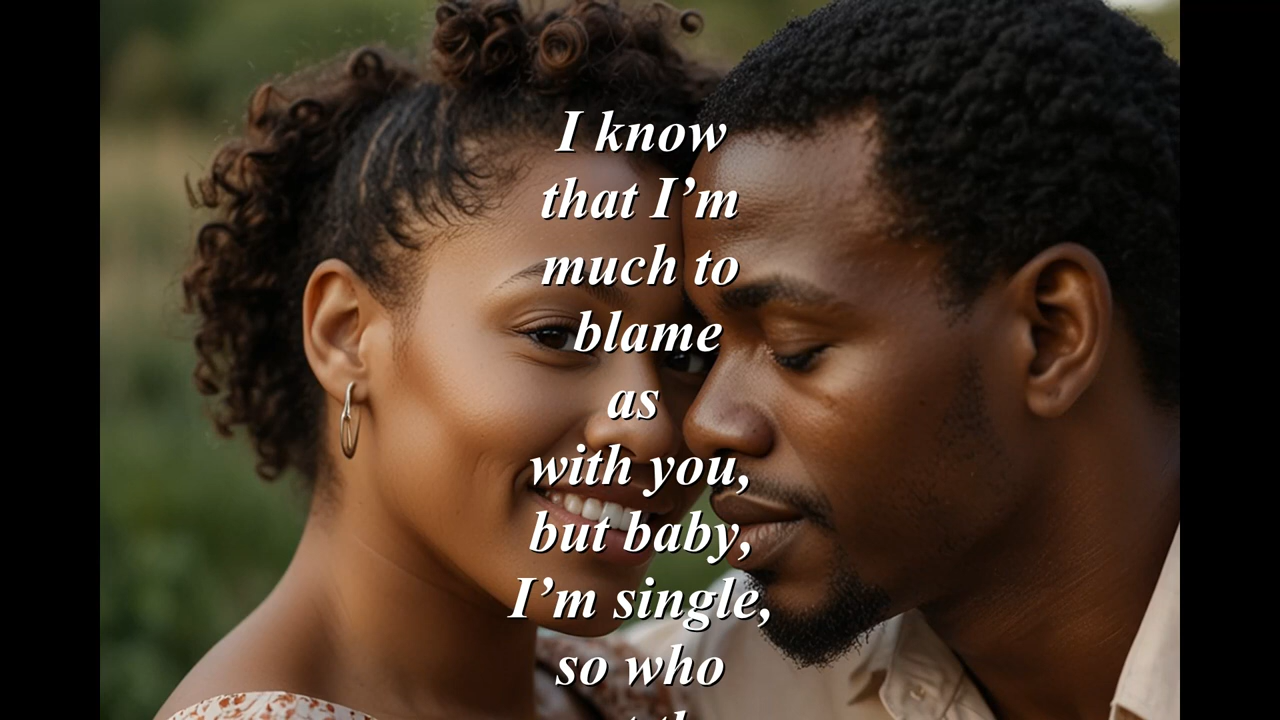 I know
that I’m
much to
blame
as
with you,
but baby,
I’m single,
so who